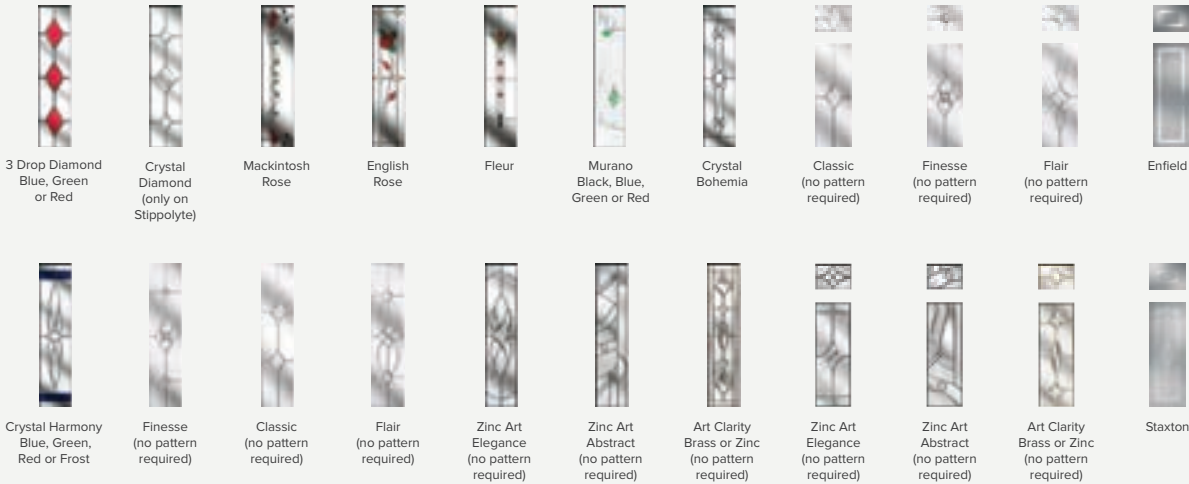 3 Drop Diamond
Blue, Green
or Red
Crystal
Diamond
(only on
Stippolyte)
Mackintosh
Rose
English
Rose
Fleur
Murano
Black, Blue,
Green or Red
Crystal
Bohemia
Classic
(no pattern
required)
Finesse
(no pattern
required)
Flair
(no pattern
required)
Enfield
Crystal Harmony
Blue, Green,
Red or Frost
Finesse
(no pattern
required)
Classic
(no pattern
required)
Flair
(no pattern
required)
Zinc Art
Elegance
(no pattern
required)
Zinc Art
Abstract
(no pattern
required)
Art Clarity
Brass or Zinc
(no pattern
required)
Zinc Art
Elegance
(no pattern
required)
Zinc Art
Abstract
(no pattern
required)
Art Clarity
Brass or Zinc
(no pattern
required)
Staxton